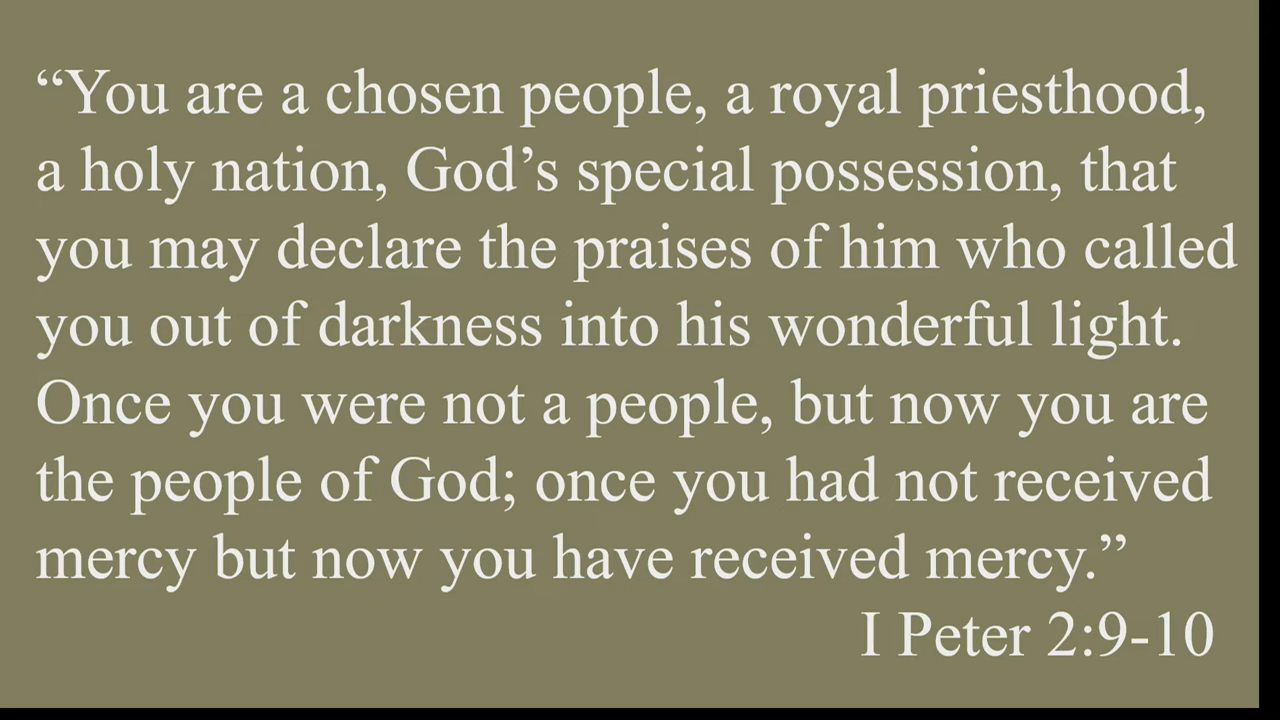 “You are a chosen people, a royal priesthood,
a holy nation, God’s special possession, that
you may declare the praises of him who called
you out of darkness into his wonderful light.
Once you were not a people, but now you are
the people of God; once you had not received
mercy but now you have received mercy.”
I Peter 2:9-10